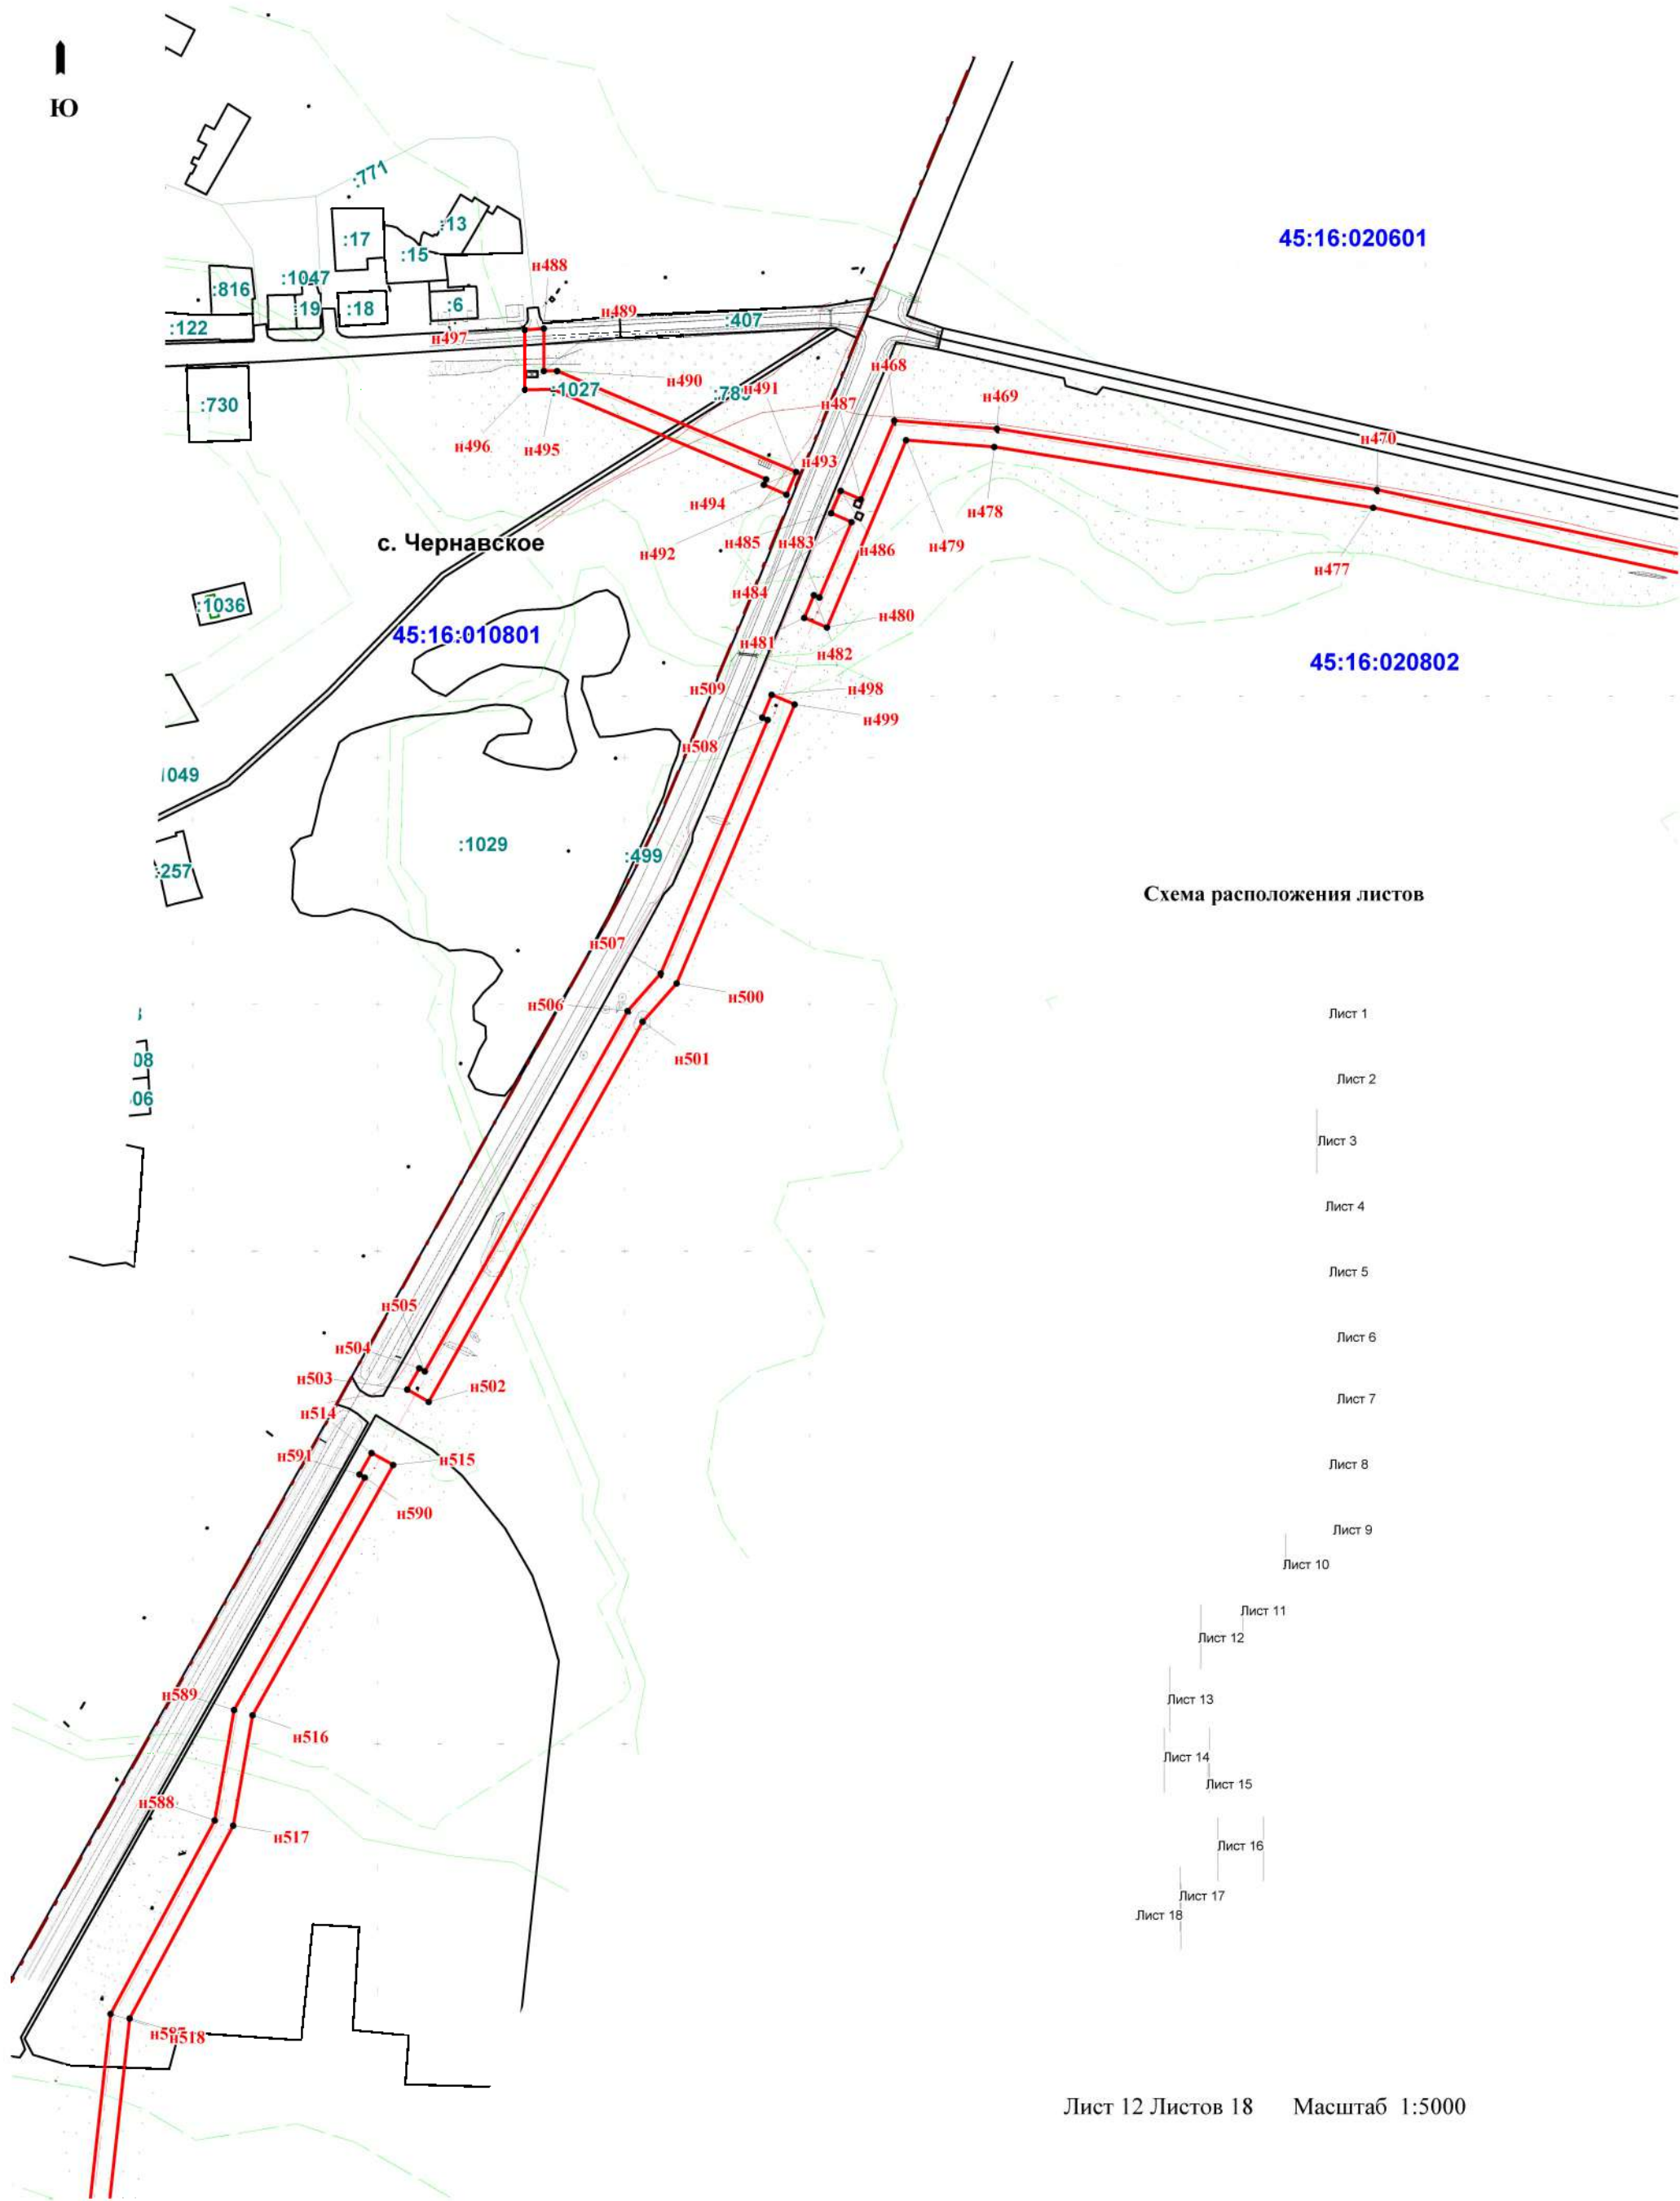 Ю
:771
45:16:020601
:13
:17
:15
н488
:1047
:816
:19
:18
:6
н489
:407
:122
н497
н468
н490
:1027
:785
н491
н487
н469
:730
н470
н496
н495
н493
н494
н478
с. Чернавское
н492
н485
н483
н486
н479
н477
н484
:1036
н480
45:16:010801
н481
н482
45:16:020802
н509
н498
н499
н508
1049
:1029
:499
:257
Схема расположения листов
н507
н506
н500
Лист 1
н501
08
Лист 2
06
Лист 3
Лист 4
Лист 5
н505
Лист 6
н504
н503
н502
Лист 7
н514
н591
н515
Лист 8
н590
Лист 9
Лист 10
Лист 11
Лист 12
н589
Лист 13
н516
Лист 14
Лист 15
н588
н517
Лист 16
Лист 17
Лист 18
н518
Лист 12 Листов 18 Масштаб 1:5000